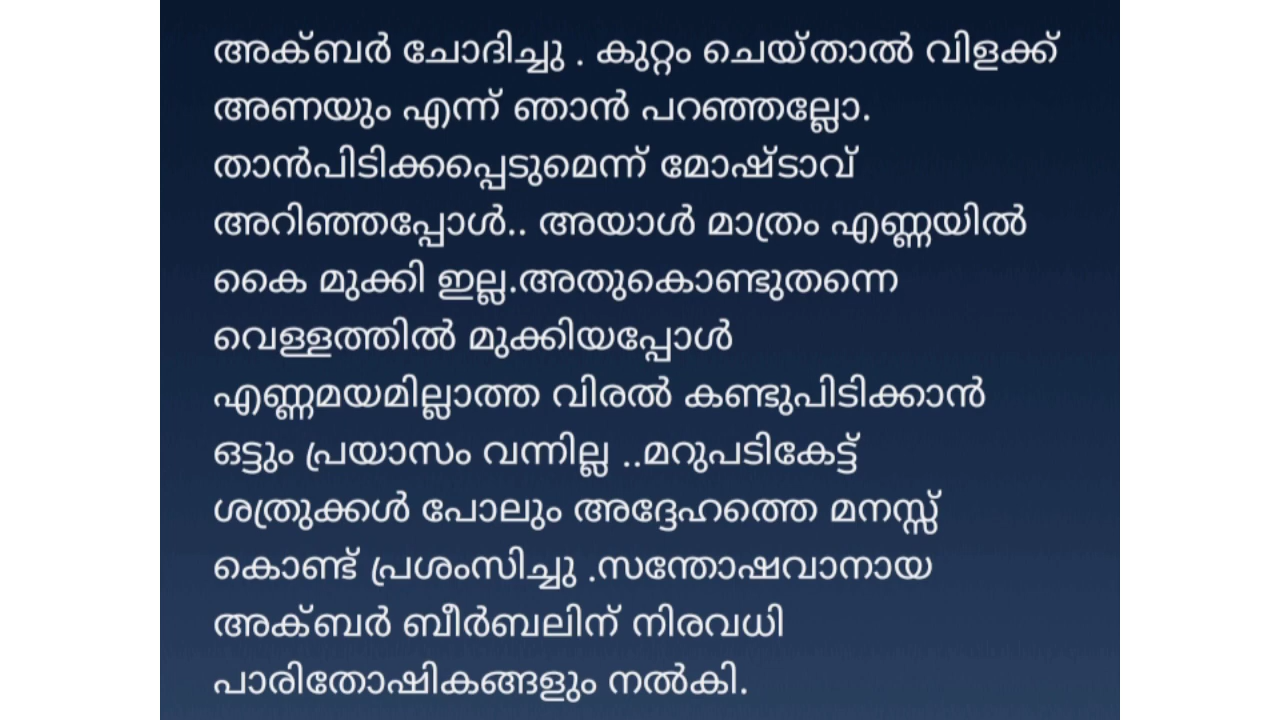 അക്ബർ ചോദിച്ചു . കുറ്റം ചെയ്താൽ വിളക്ക്
അണയും എന്ന് ഞാൻ പറഞ്ഞല്ലോ.
താൻപിടിക്കപ്പെടുമെന്ന് മോഷ്ടാവ്
അറിഞ്ഞപ്പോൾ.. അയാൾ മാത്രം എണ്ണയിൽ
കൈ മുക്കി ഇല്ല.അതുകൊണ്ടുതന്നെ
വെള്ളത്തിൽ മുക്കിയപ്പോൾ
എണ്ണമയമില്ലാത്ത വിരൽ കണ്ടുപിടിക്കാൻ
ഒട്ടും പ്രയാസം വന്നില്ല ..മറുപടികേട്ട്
ശത്രുക്കൾ പോലും അദ്ദേഹത്തെ മനസ്സ്
കൊണ്ട് പ്രശംസിച്ചു .സന്തോഷവാനായ
അക്ബർ ബീർബലിന് നിരവധി
പാരിതോഷികങ്ങളും നൽകി.